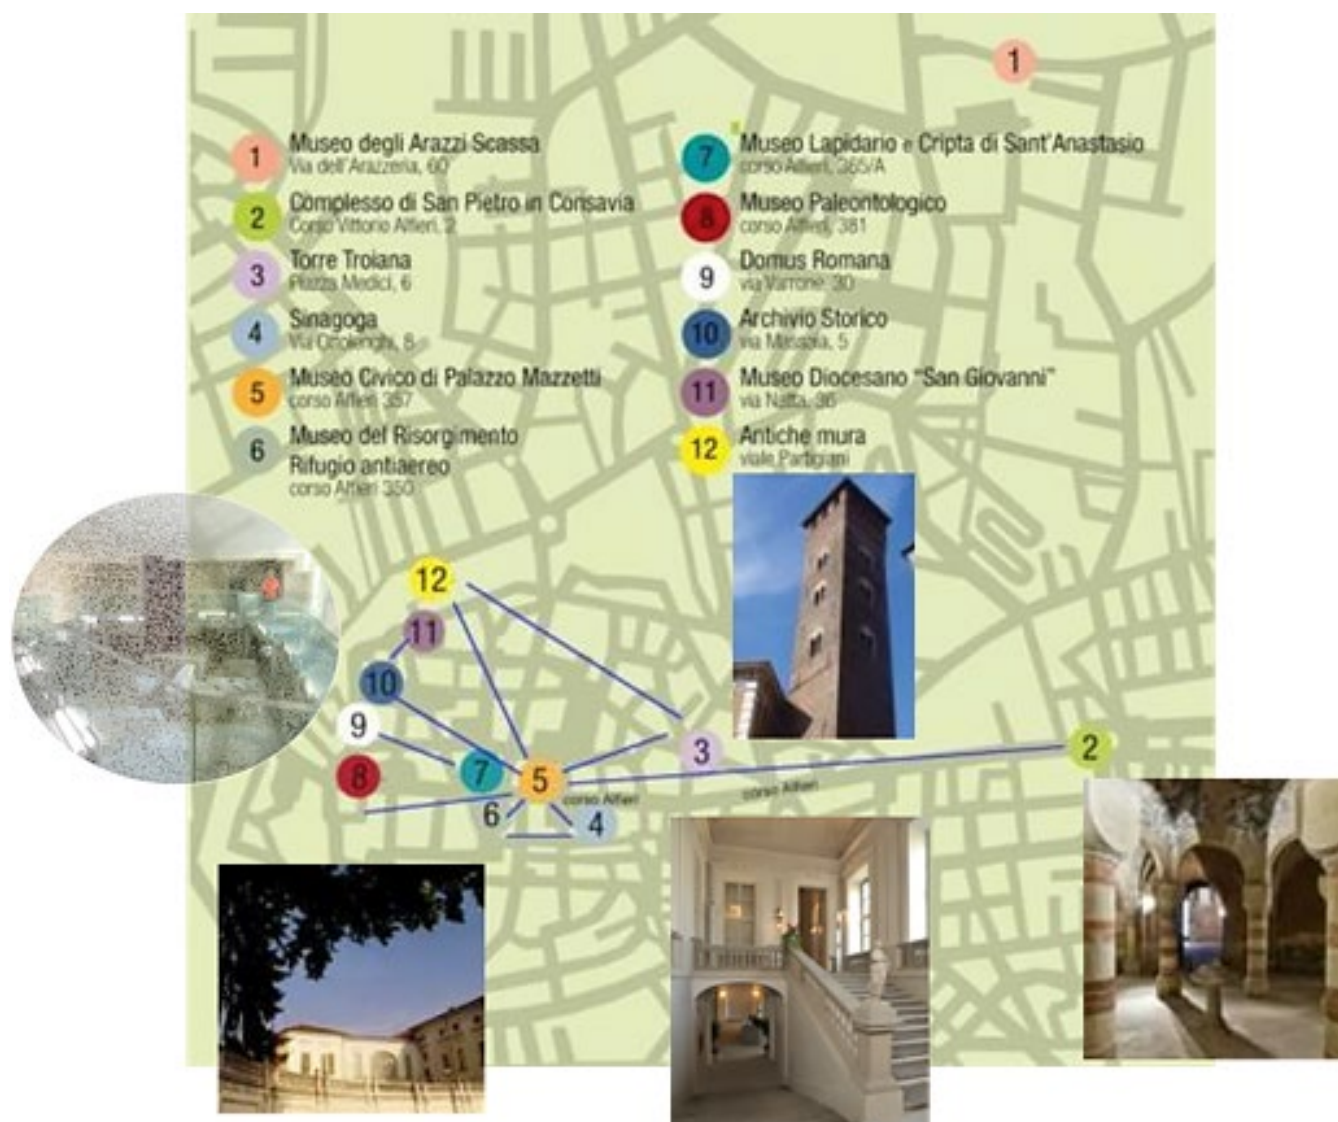 1
1
Museo degli Arazzi Scassa
Via dell'Arazzeria, 60
2
Complesso di San Pietro in Consavia
Corso Vittorio Alfieri, 2
3
Torre Troiana
Piazza Medici, 6
4
Sinagoga
Via Ottolenghi, 8
5
Museo Civico di Palazzo Mazzetti
corso Alfieri 357
6
Museo del Risorgimento
Rifugio antiaereo
corso Alfieri 350
7
Museo Lapidario e Cripta di Sant'Anastasio
corso Alfieri, 365/A
8
Museo Paleontologico
corso Alfieri, 381
9
Domus Romana
via Varrone, 30
10
Archivio Storico
via Massaia, 5
11
Museo Diocesano "San Giovanni"
via Natta, 36
12
Antiche mura
viale Partigiani
12
11
10
9
3
2
8
7
5
6
4
corso Alfieri
corso Alfieri